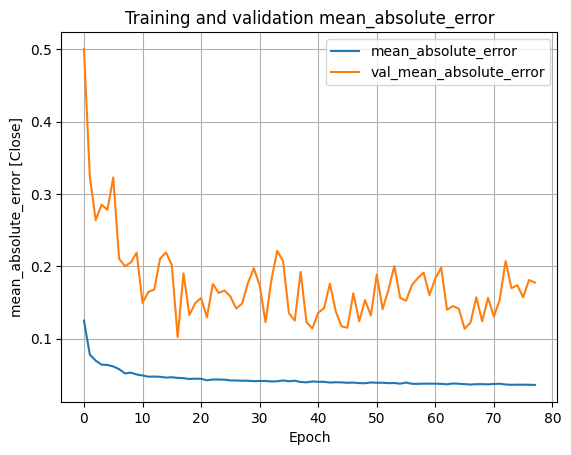 Training and validation mean_absolute_error
mean_absolute_error
val_mean_absolute_error
mean_absolute_error [Close]
0.5
0.4
0.3
0.2
0.1
0 10 20 30 40 50 60 70 80
Epoch